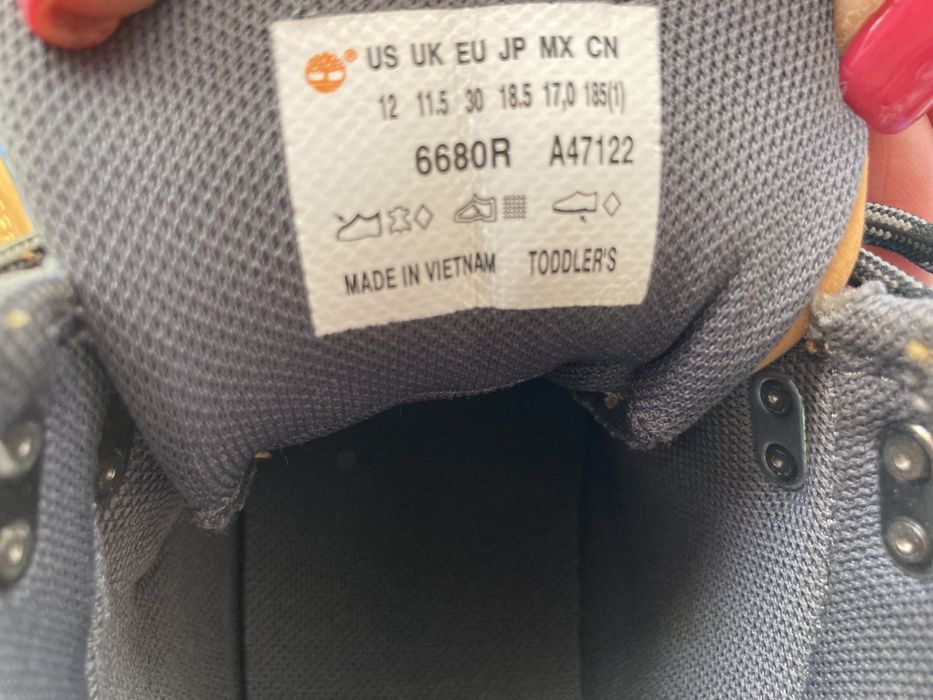 US UK EU JP MX CN
12 11.5 30 18.5 17,0 185(1)
6680R A47122
MADE IN VIETNAM TODDLER'S